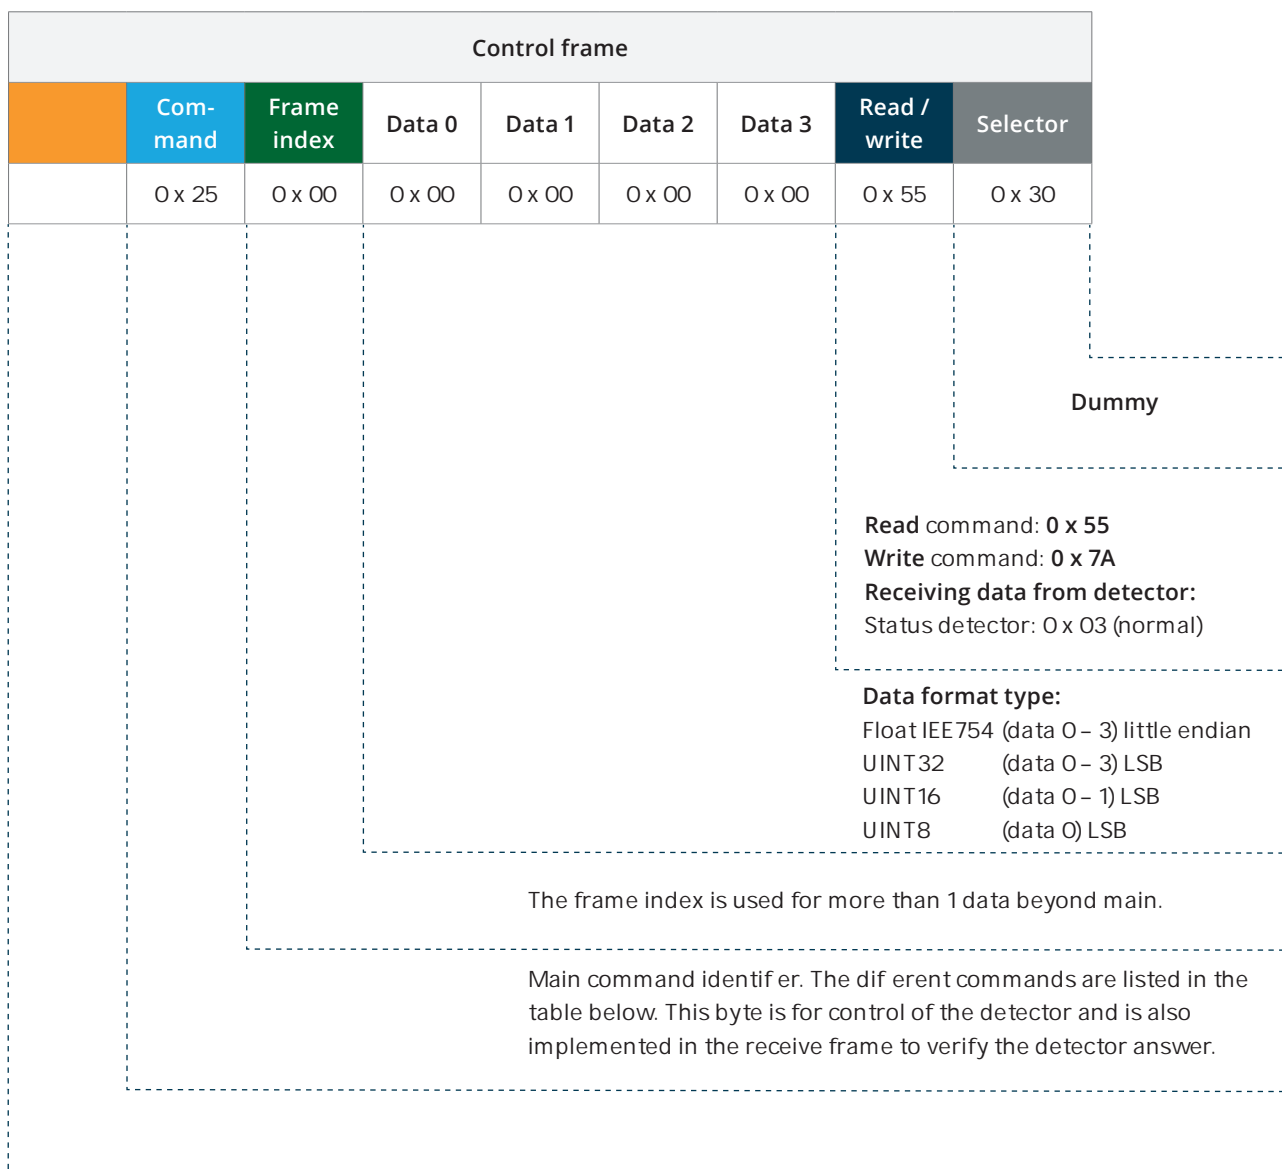 Control frame
Com-
mand
Frame
index
Data 0
Data 1
Data 2
Data 3
Read /
write
Selector
0 x 25
0 x 00
0 x 00
0 x 00
0 x 00
0 x 00
0 x 55
0 x 30
Dummy
Read command: 0 x 55
Write command: 0 x 7A
Receiving data from detector:
Status detector: 0 x 03 (normal)
Data format type:
Float IEE754 (data 0 – 3) little endian
UINT32 (data 0 – 3) LSB
UINT16 (data 0 – 1) LSB
UINT8 (data 0) LSB
The frame index is used for more than 1 data beyond main.
Main command identif er. The dif erent commands are listed in the
table below. This byte is for control of the detector and is also
implemented in the receive frame to verify the detector answer.